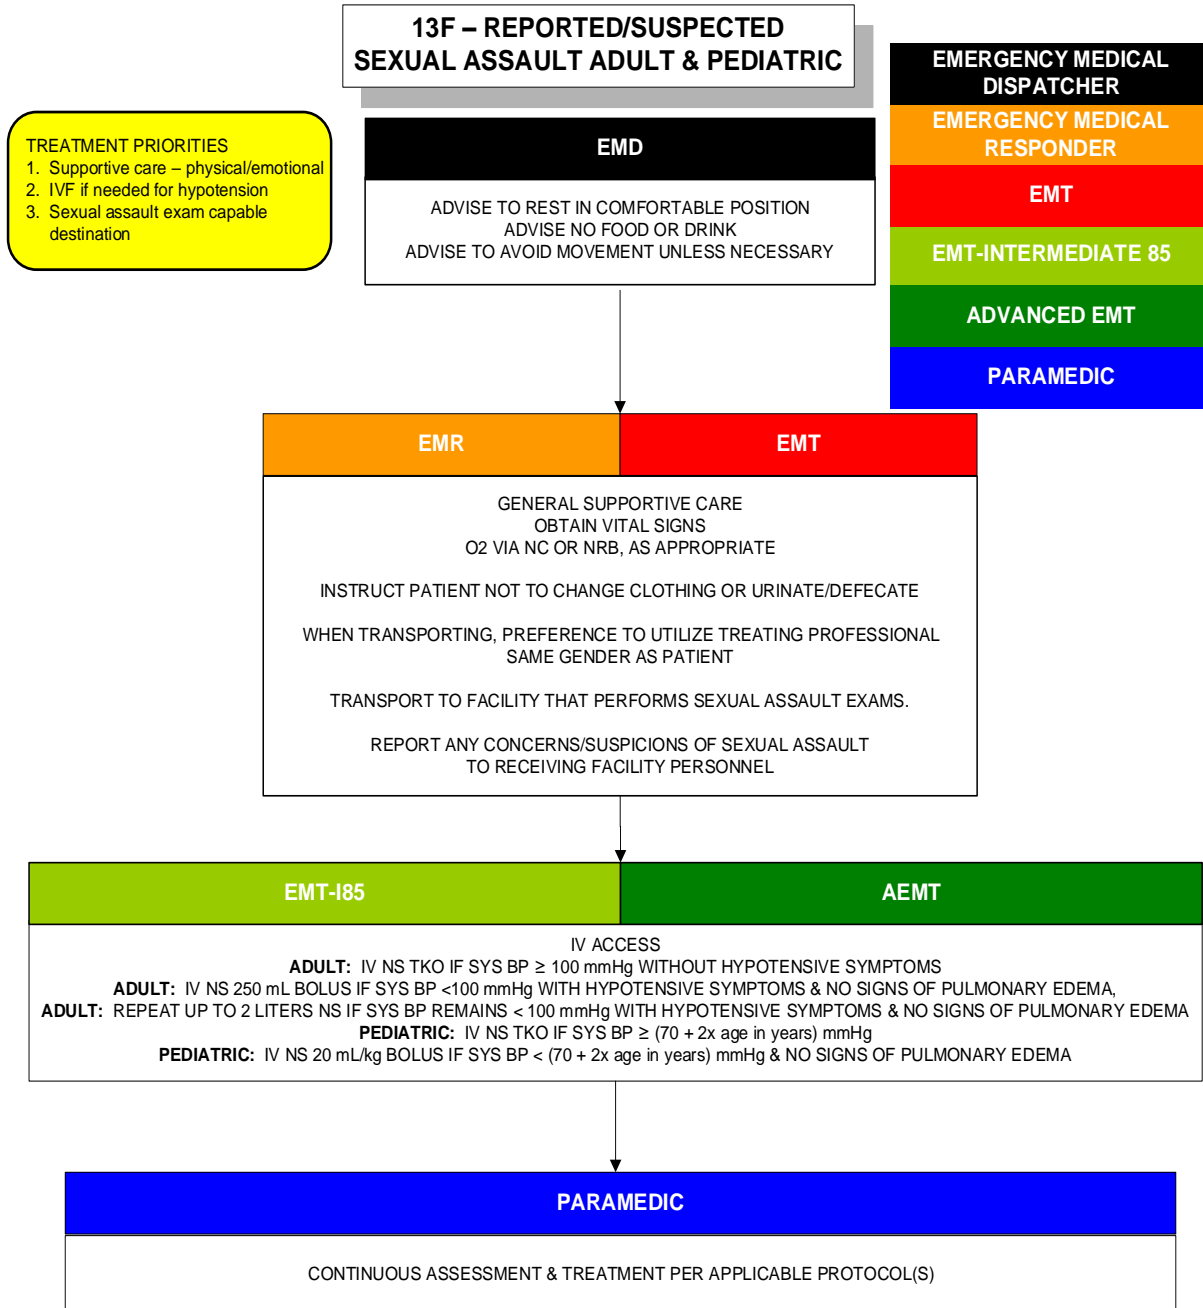 13F – REPORTED/SUSPECTED
SEXUAL ASSAULT ADULT & PEDIATRIC
EMERGENCY MEDICAL
DISPATCHER
EMERGENCY MEDICAL
RESPONDER
EMT
EMT-INTERMEDIATE 85
ADVANCED EMT
PARAMEDIC
TREATMENT PRIORITIES
1. Supportive care – physical/emotional
2. IVF if needed for hypotension
3. Sexual assault exam capable
destination
EMD
ADVISE TO REST IN COMFORTABLE POSITION
ADVISE NO FOOD OR DRINK
ADVISE TO AVOID MOVEMENT UNLESS NECESSARY
EMR
EMT
GENERAL SUPPORTIVE CARE
OBTAIN VITAL SIGNS
O2 VIA NC OR NRB, AS APPROPRIATE
INSTRUCT PATIENT NOT TO CHANGE CLOTHING OR URINATE/DEFECATE
WHEN TRANSPORTING, PREFERENCE TO UTILIZE TREATING PROFESSIONAL
SAME GENDER AS PATIENT
TRANSPORT TO FACILITY THAT PERFORMS SEXUAL ASSAULT EXAMS.
REPORT ANY CONCERNS/SUSPICIONS OF SEXUAL ASSAULT
TO RECEIVING FACILITY PERSONNEL
EMT-I85
AEMT
IV ACCESS
ADULT: IV NS TKO IF SYS BP ≥ 100 mmHg WITHOUT HYPOTENSIVE SYMPTOMS
ADULT: IV NS 250 mL BOLUS IF SYS BP <100 mmHg WITH HYPOTENSIVE SYMPTOMS & NO SIGNS OF PULMONARY EDEMA,
ADULT: REPEAT UP TO 2 LITERS NS IF SYS BP REMAINS < 100 mmHg WITH HYPOTENSIVE SYMPTOMS & NO SIGNS OF PULMONARY EDEMA
PEDIATRIC: IV NS TKO IF SYS BP ≥ (70 + 2x age in years) mmHg
PEDIATRIC: IV NS 20 mL/kg BOLUS IF SYS BP < (70 + 2x age in years) mmHg & NO SIGNS OF PULMONARY EDEMA
PARAMEDIC
CONTINUOUS ASSESSMENT & TREATMENT PER APPLICABLE PROTOCOL(S)